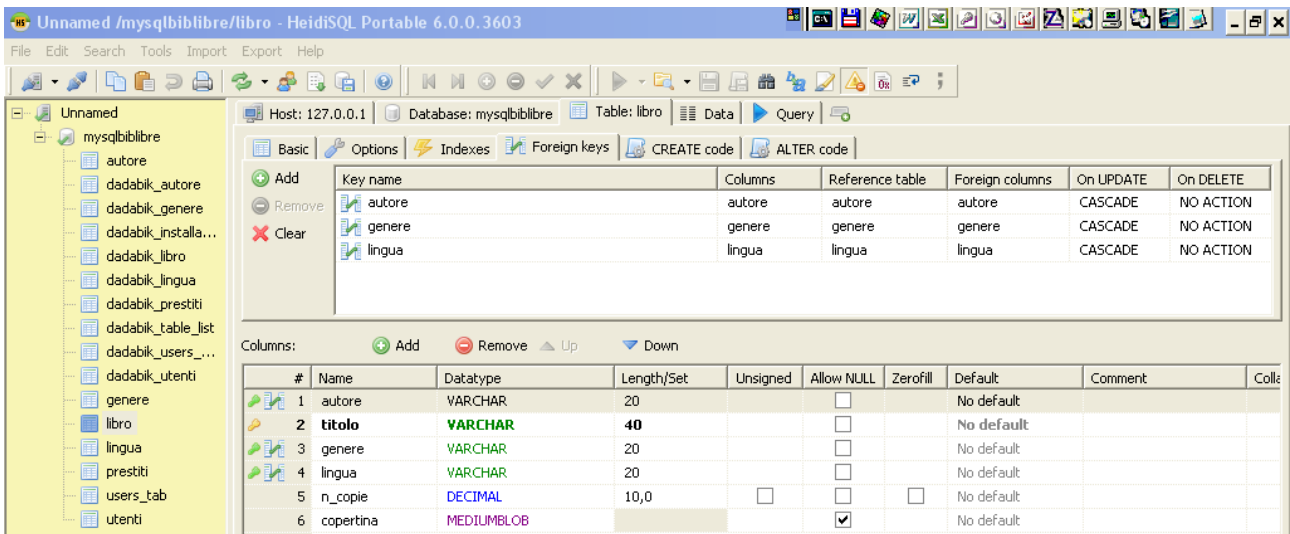 Unnamed /mysqlbiblibre/libro - HeidiSQL Portable 6.0.0.3603
File Edit Search Tools Import Export Help
Unnamed
mysqlbiblibre
autore
dadabik_autore
dadabik_genere
dadabik_installa...
dadabik_libro
dadabik_lingua
dadabik_prestiti
dadabik_table_list
dadabik_users_...
dadabik_utenti
genere
libro
lingua
prestiti
users_tab
utenti
Host: 127.0.0.1 Database: mysqlbiblibre Table: libro Data Query
Basic Options Indexes Foreign keys CREATE code ALTER code
Add
Remove
Clear
Key name Columns Reference table Foreign columns On UPDATE On DELETE
autore autore autore autore CASCADE NO ACTION
genere genere genere genere CASCADE NO ACTION
lingua lingua lingua lingua CASCADE NO ACTION
Columns: Add Remove Up Down
# Name Datatype Length/Set Unsigned Allow NULL Zerofill Default Comment Colla
1 autore VARCHAR 20 No default
2 titolo VARCHAR 40 No default
3 genere VARCHAR 20 No default
4 lingua VARCHAR 20 No default
5 n_copie DECIMAL 10,0 No default
6 copertina MEDIUMBLOB No default